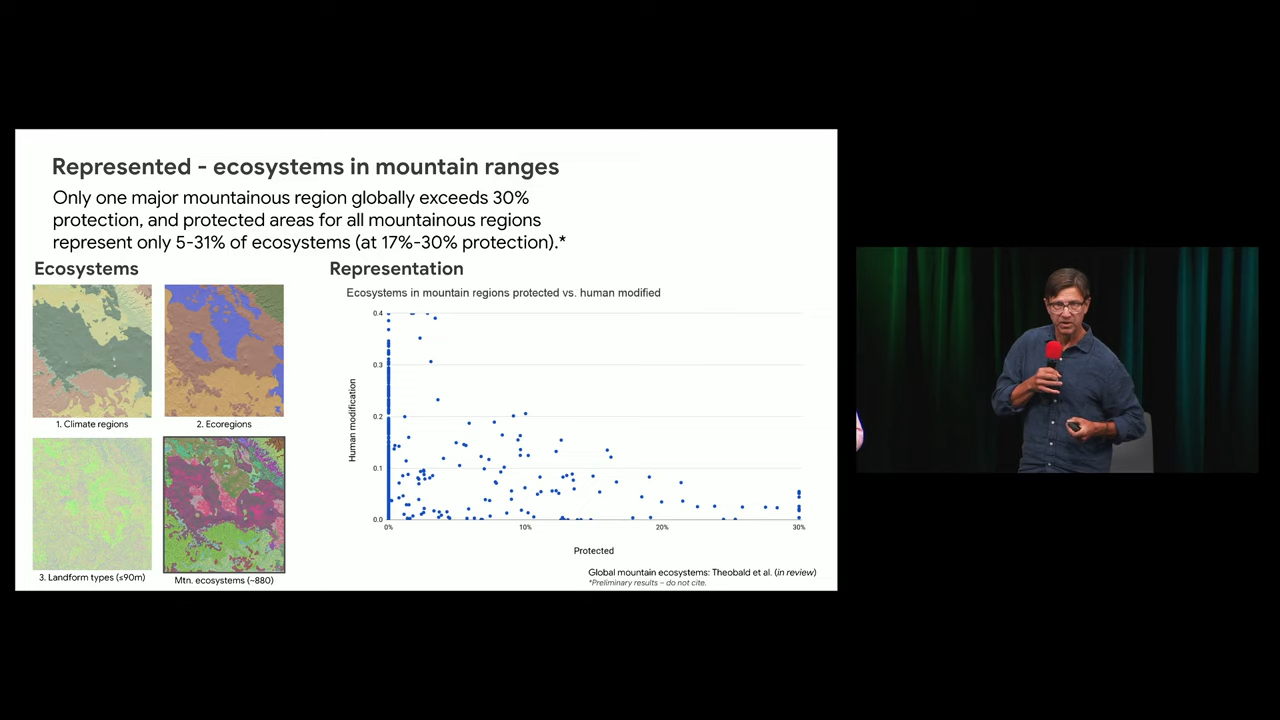 Represented - ecosystems in mountain ranges
Only one major mountainous region globally exceeds 30%
protection, and protected areas for all mountainous regions
represent only 5-31% of ecosystems (at 17%-30% protection).*
Ecosystems
Representation
Ecosystems in mountain regions protected vs. human modified
1. Climate regions
2. Ecoregions
3. Landform types (≤90m)
Mtn. ecosystems (~880)
Human modification
0.4
0.3
0.2
0.1
0.0
0%
10%
20%
30%
Protected
Global mountain ecosystems: Theobald et al. (in review)
*Preliminary results – do not cite.